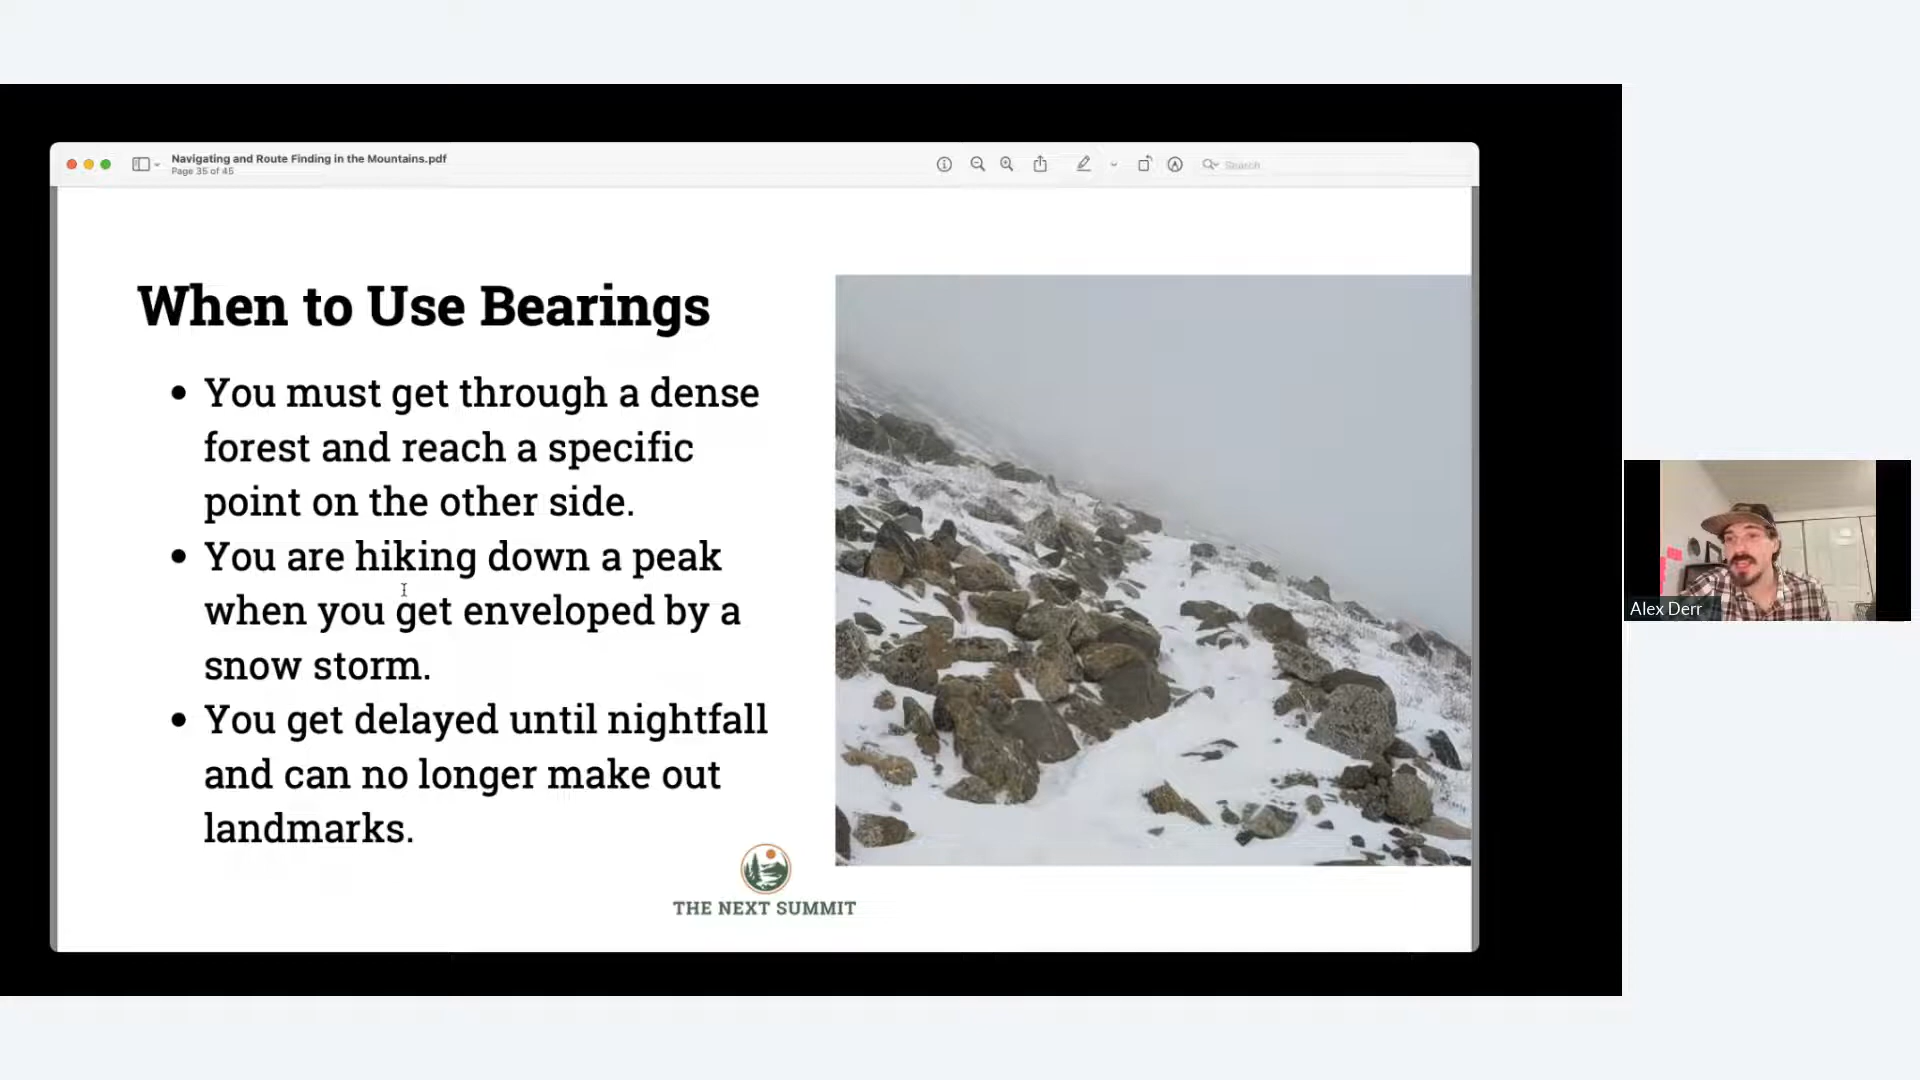 Navigating and Route Finding in the Mountains.pdf
Page 35 of 45
Search
When to Use Bearings
• You must get through a dense
forest and reach a specific
point on the other side.
• You are hiking down a peak
when you get enveloped by a
snow storm.
• You get delayed until nightfall
and can no longer make out
landmarks.
THE NEXT SUMMIT
Alex Derr